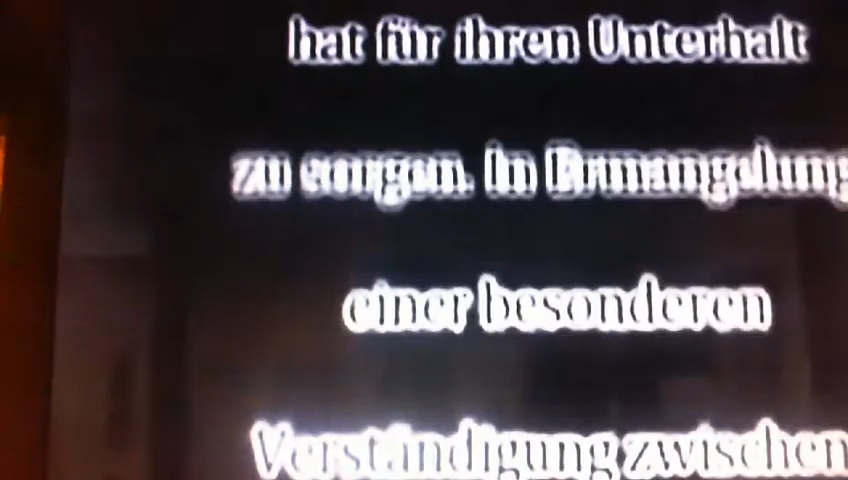 hat für ihren Unterhalt
zu sorgen. In Ermangelung
einer besonderen
Verständigung zwischen